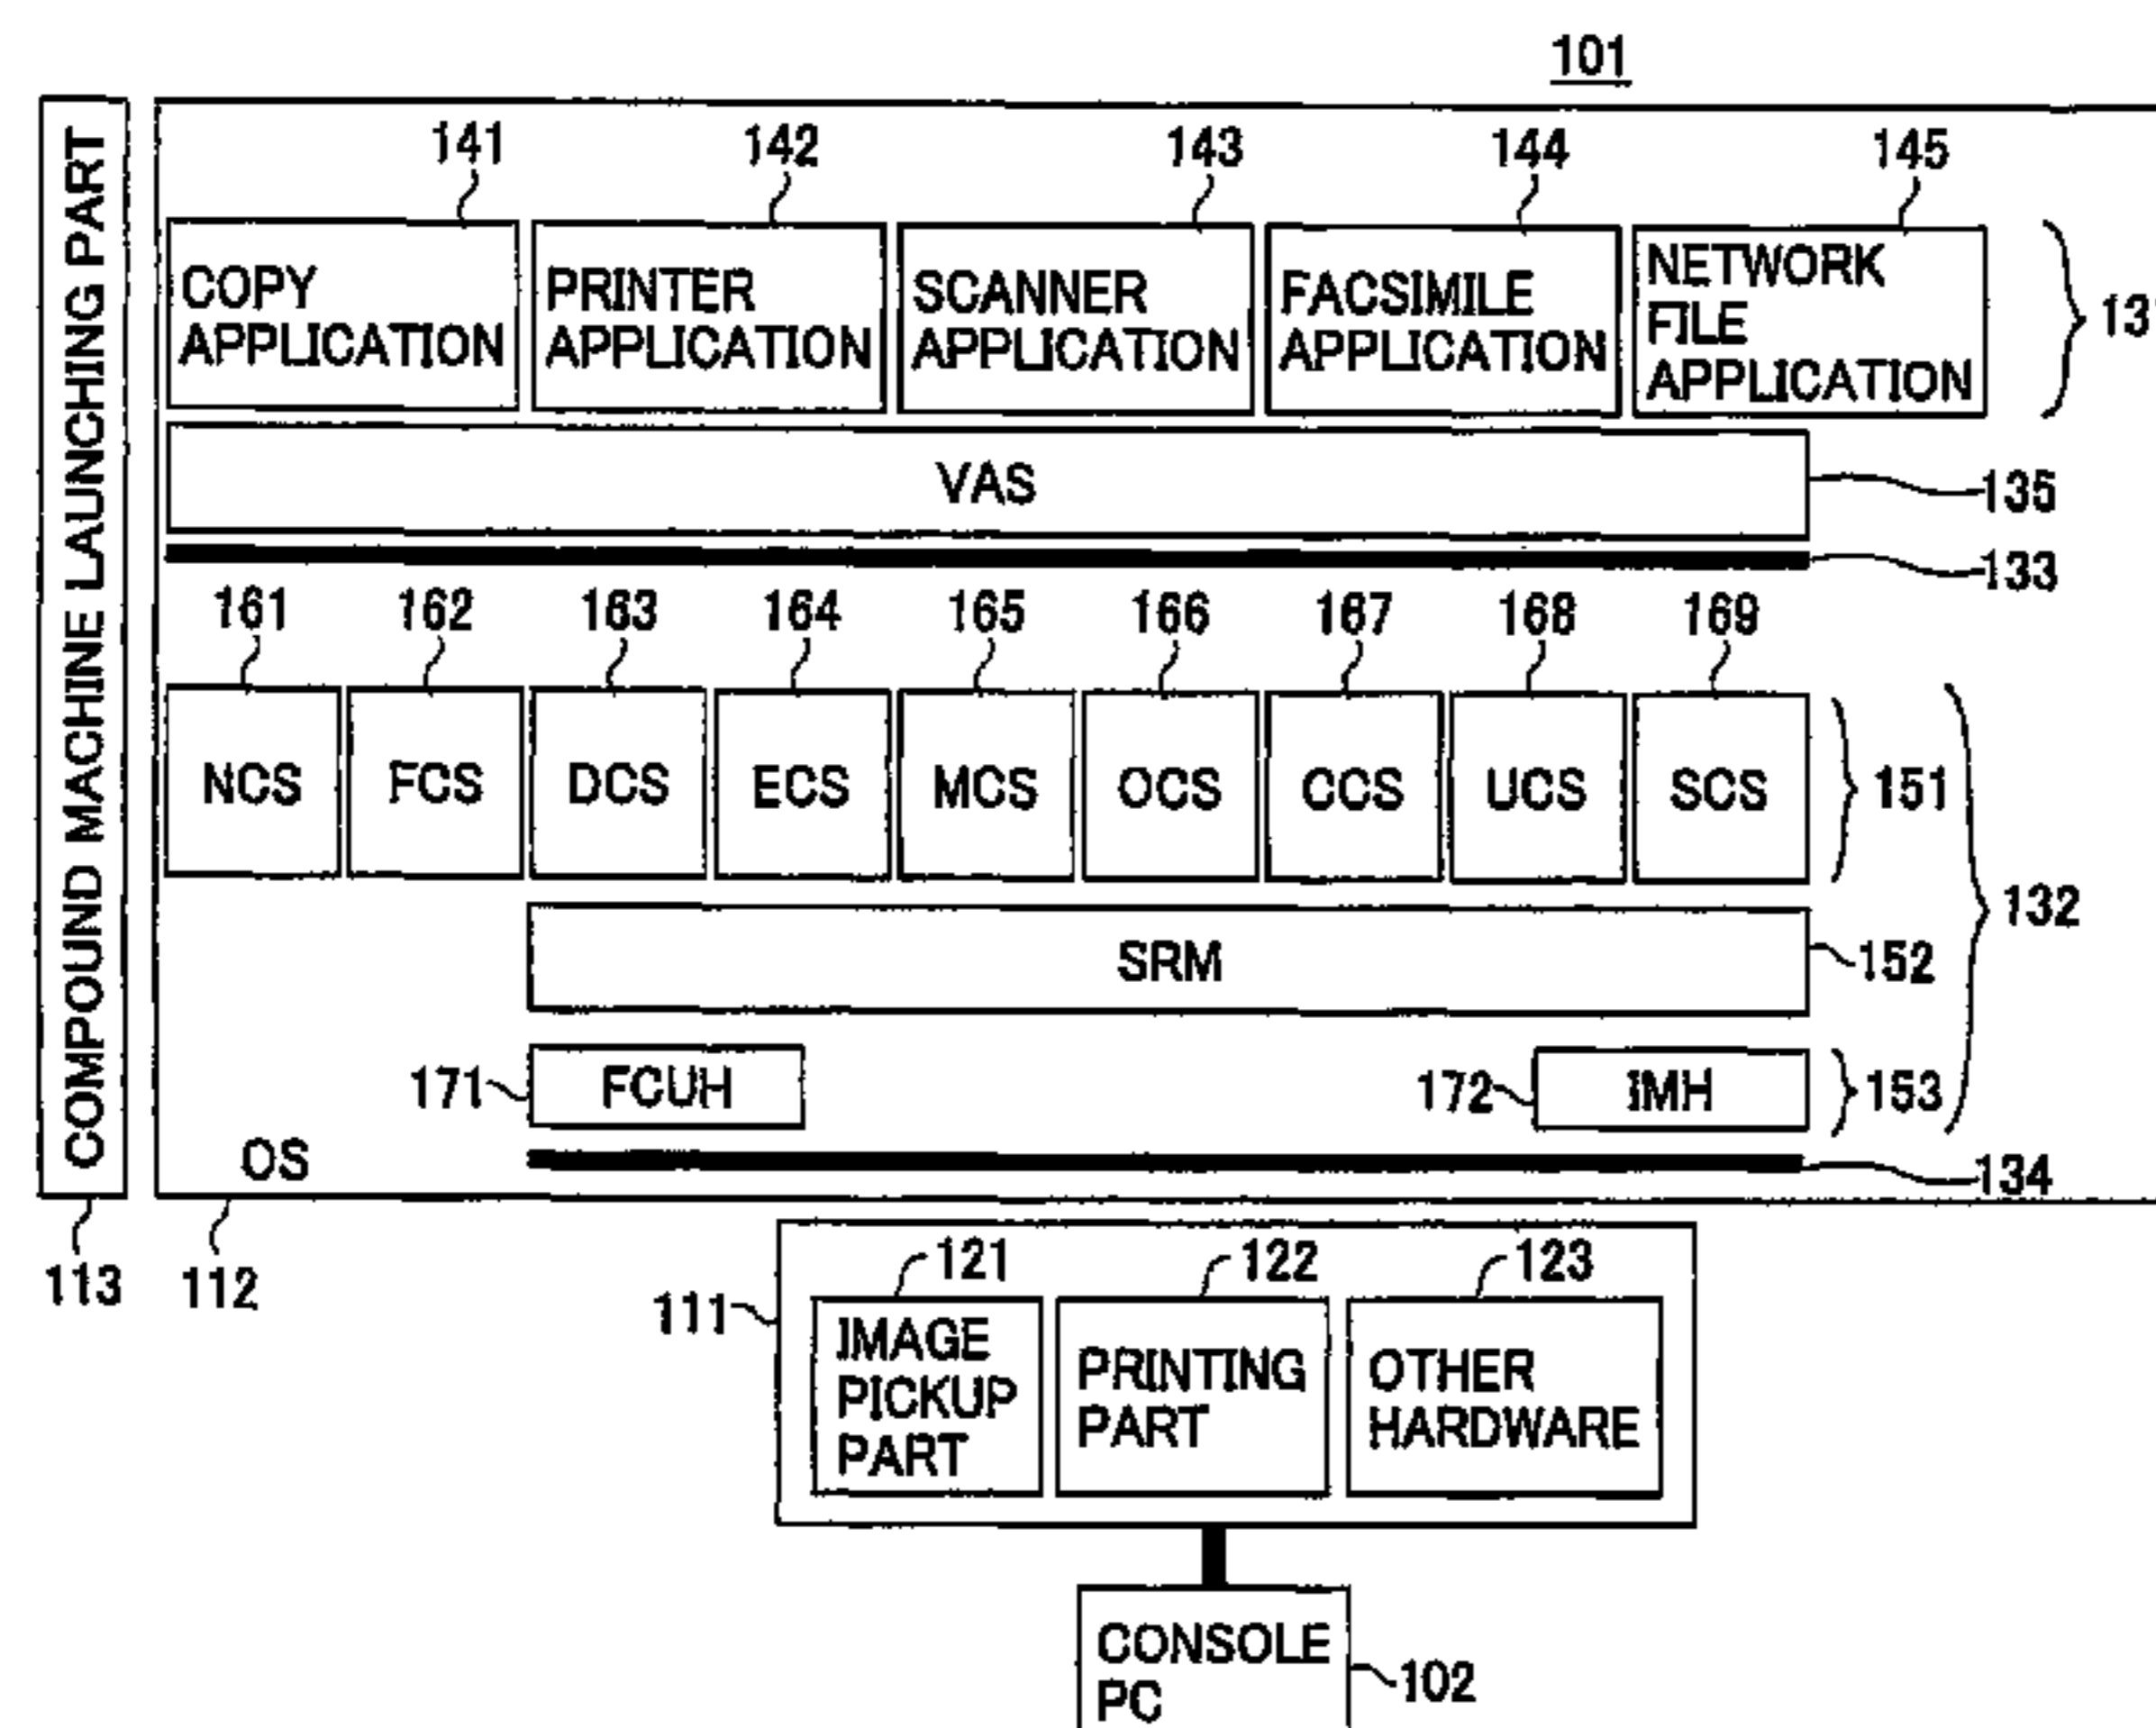 101
COMPOUND MACHINE LAUNCHING PART
141
142
143
144
145
COPY
APPLICATION
PRINTER
APPLICATION
SCANNER
APPLICATION
FACSIMILE
APPLICATION
NETWORK
FILE
APPLICATION
13
VAS
135
133
161
162
163
164
165
166
167
168
169
NCS
FCS
DCS
ECS
MCS
OCS
CCS
UCS
SCS
151
132
SRM
152
171
FCUH
172
IMH
153
OS
134
113
112
111
121
122
123
IMAGE
PICKUP
PART
PRINTING
PART
OTHER
HARDWARE
CONSOLE
PC
102